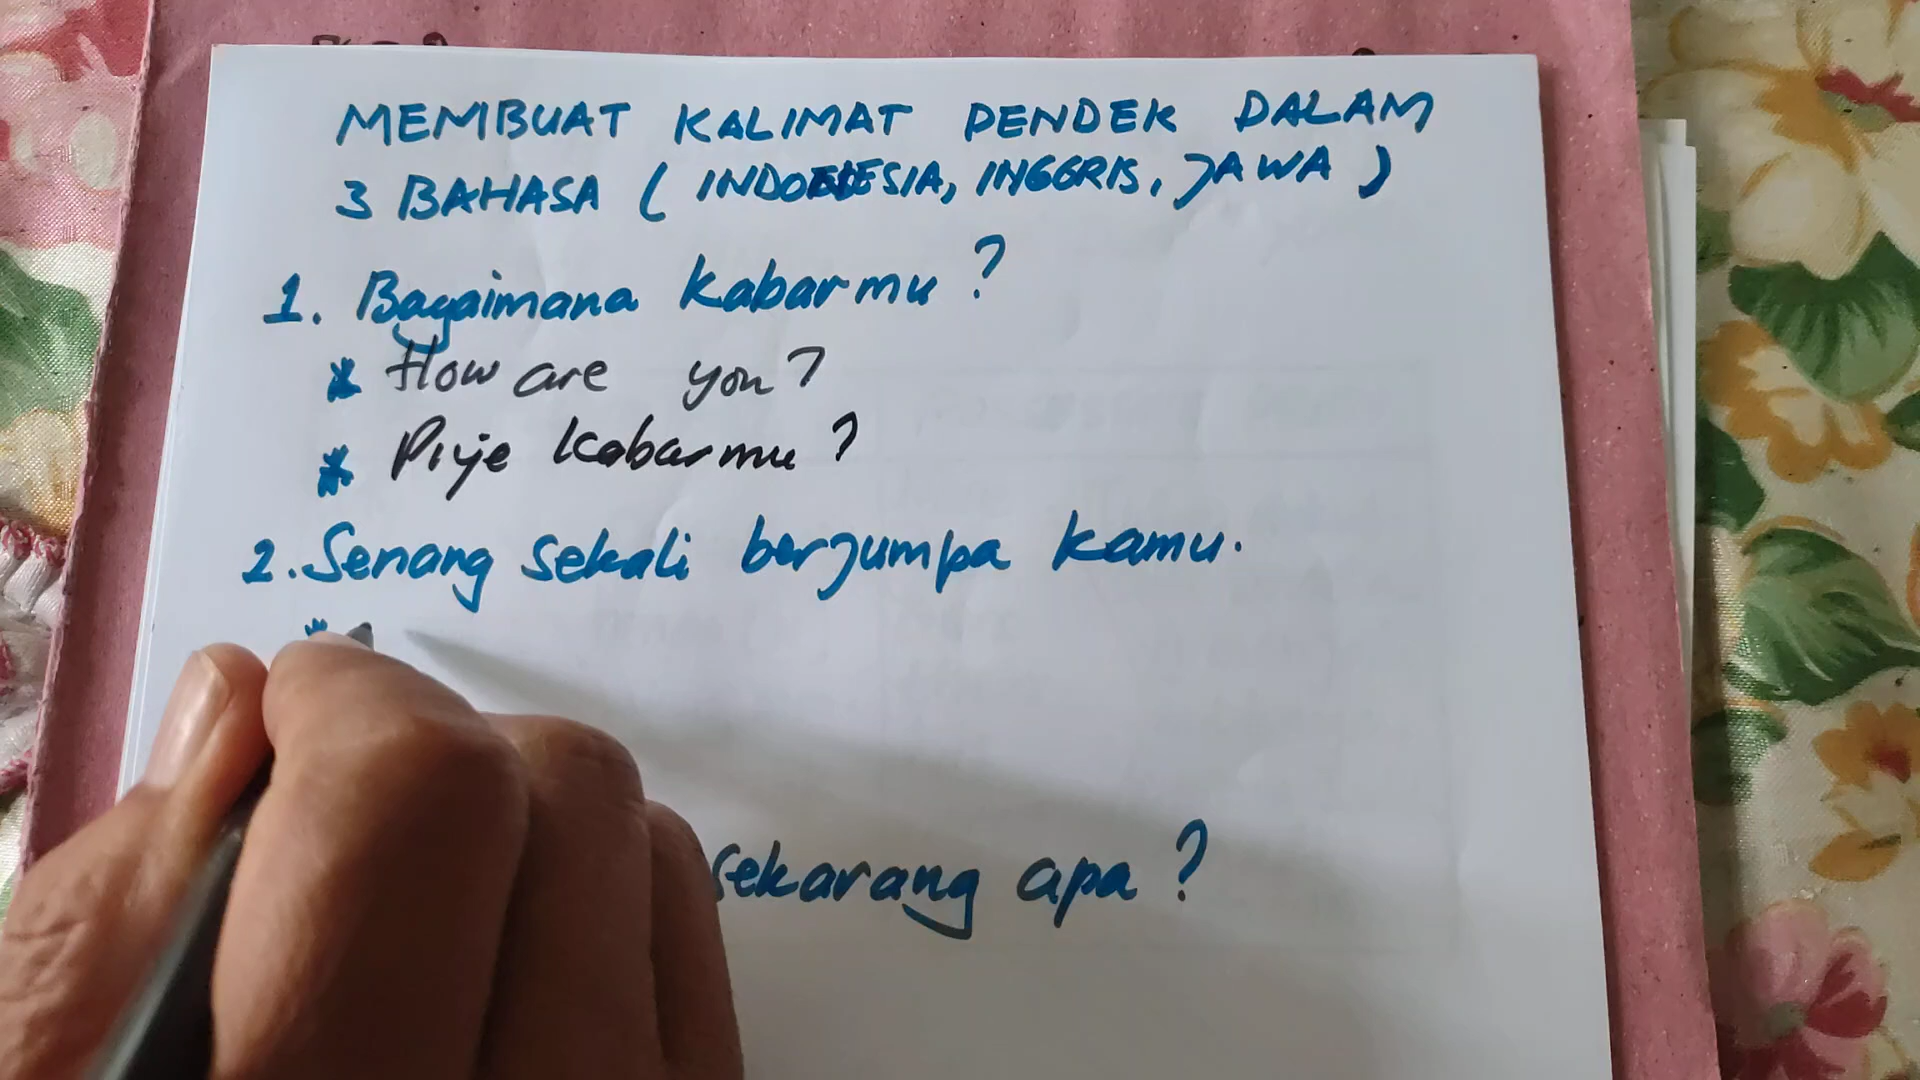 MEMBUAT KALIMAT PENDEK DALAM
3 BAHASA ( INDONESIA, INGGRIS, JAWA )
1. Bagaimana kabarmu ?
* How are you?
* Piye kabarmu ?
2. Senang sekali berjumpa kamu.
*
sekarang apa ?